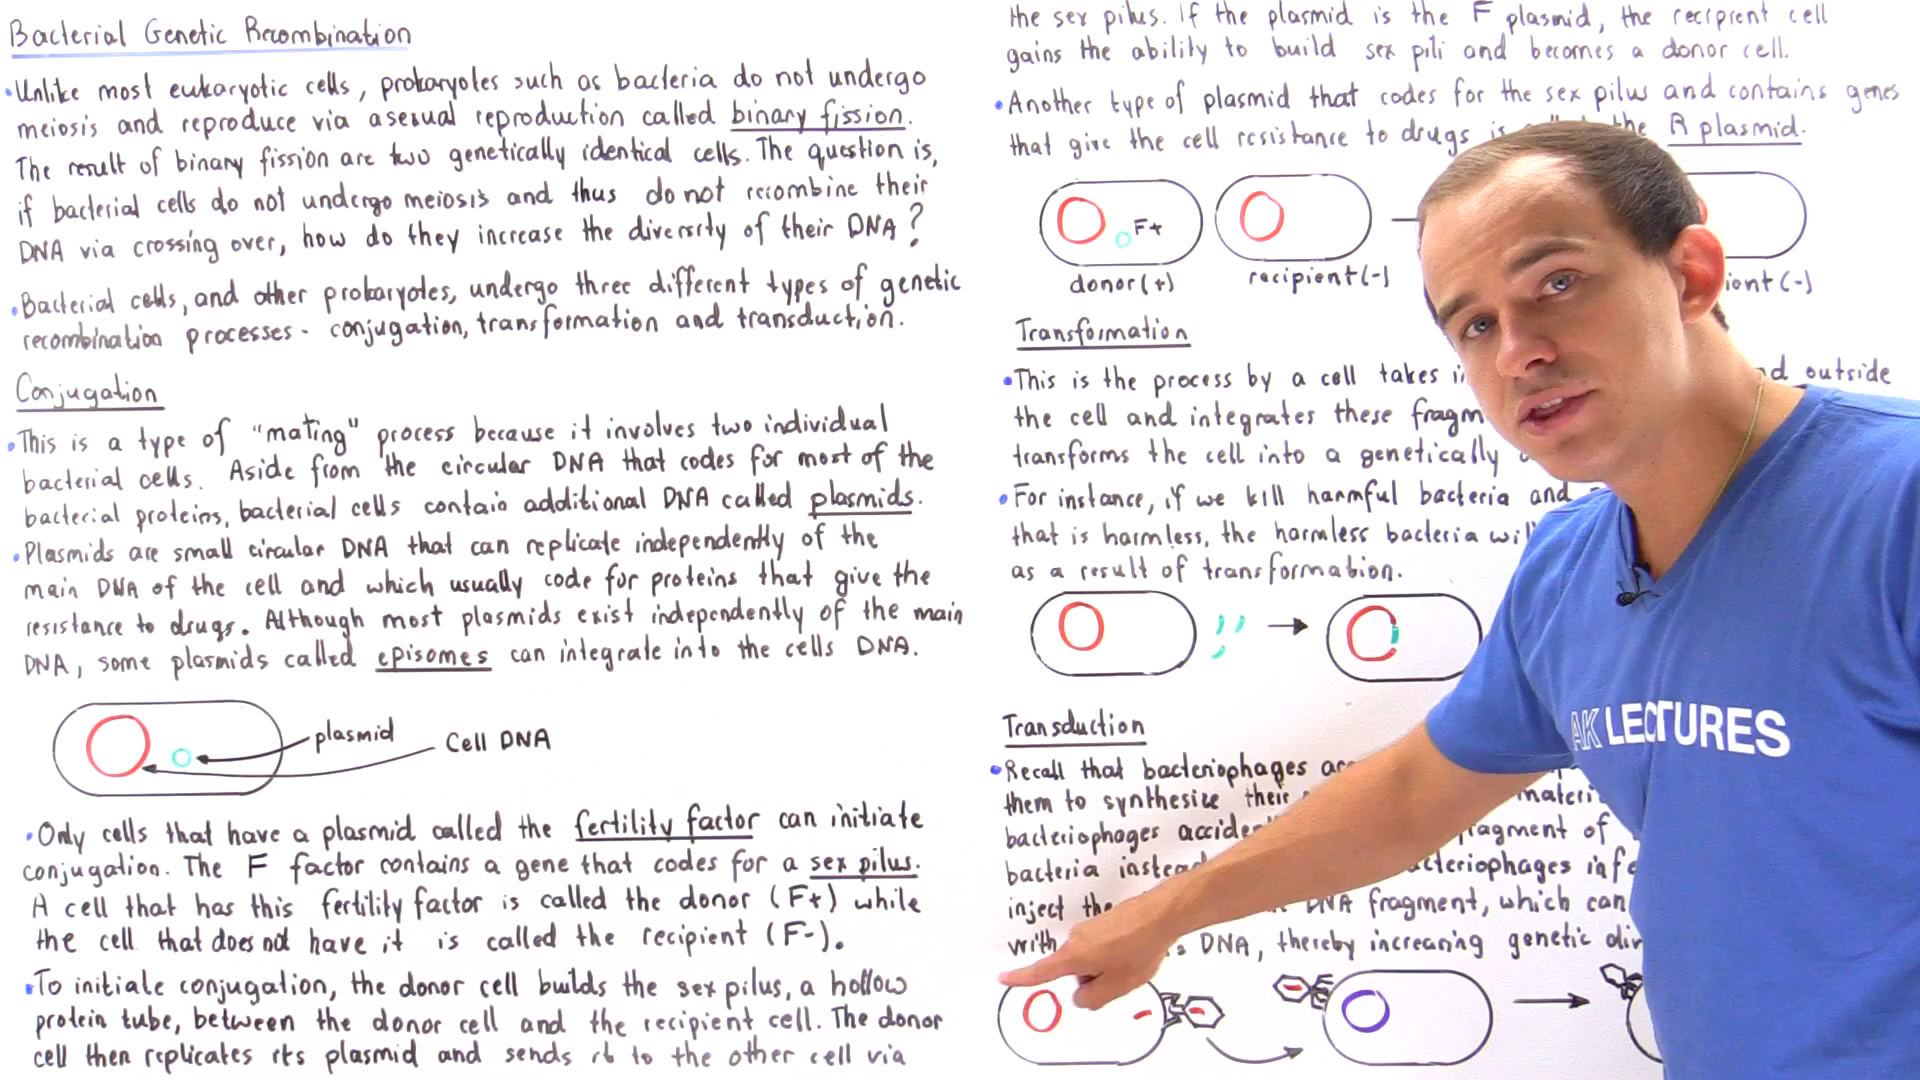 Bacterial Genetic Recombination
•Unlike most eukaryotic cells, prokaryotes such as bacteria do not undergo
meiosis and reproduce via asexual reproduction called binary fission.
The result of binary fission are two genetically identical cells. The question is,
if bacterial cells do not undergo meiosis and thus do not recombine their
DNA via crossing over, how do they increase the diversity of their DNA?
•Bacterial cells, and other prokaryotes, undergo three different types of genetic
recombination processes - conjugation, transformation and transduction.
Conjugation
•This is a type of "mating" process because it involves two individual
bacterial cells. Aside from the circular DNA that codes for most of the
bacterial proteins, bacterial cells contain additional DNA called plasmids.
•Plasmids are small circular DNA that can replicate independently of the
main DNA of the cell and which usually code for proteins that give the
resistance to drugs. Although most plasmids exist independently of the main
DNA, some plasmids called episomes can integrate into the cells DNA.
plasmid
Cell DNA
•Only cells that have a plasmid called the fertility factor can initiate
conjugation. The F factor contains a gene that codes for a sex pilus.
A cell that has this fertility factor is called the donor (F+) while
the cell that does not have it is called the recipient (F-).
•To initiate conjugation, the donor cell builds the sex pilus, a hollow
protein tube, between the donor cell and the recipient cell. The donor
cell then replicates its plasmid and sends it to the other cell via
the sex pilus. If the plasmid is the F plasmid, the recipient cell
gains the ability to build sex pili and becomes a donor cell.
•Another type of plasmid that codes for the sex pilus and contains genes
that give the cell resistance to drugs is the R plasmid.
F+
donor(+) recipient(-) ient(-)
Transformation
•This is the process by a cell takes outside
the cell and integrates these fragm
transforms the cell into a genetically
•For instance, if we kill harmful bacteria and
that is harmless, the harmless bacteria wil
as a result of transformation.
Transduction
•Recall that bacteriophages
them to synthesize their materi
bacteriophages accide ragment of
bacteria instead cteriophages infe
inject the DNA fragment, which can
with DNA, thereby increasing genetic di
AK LECTURES